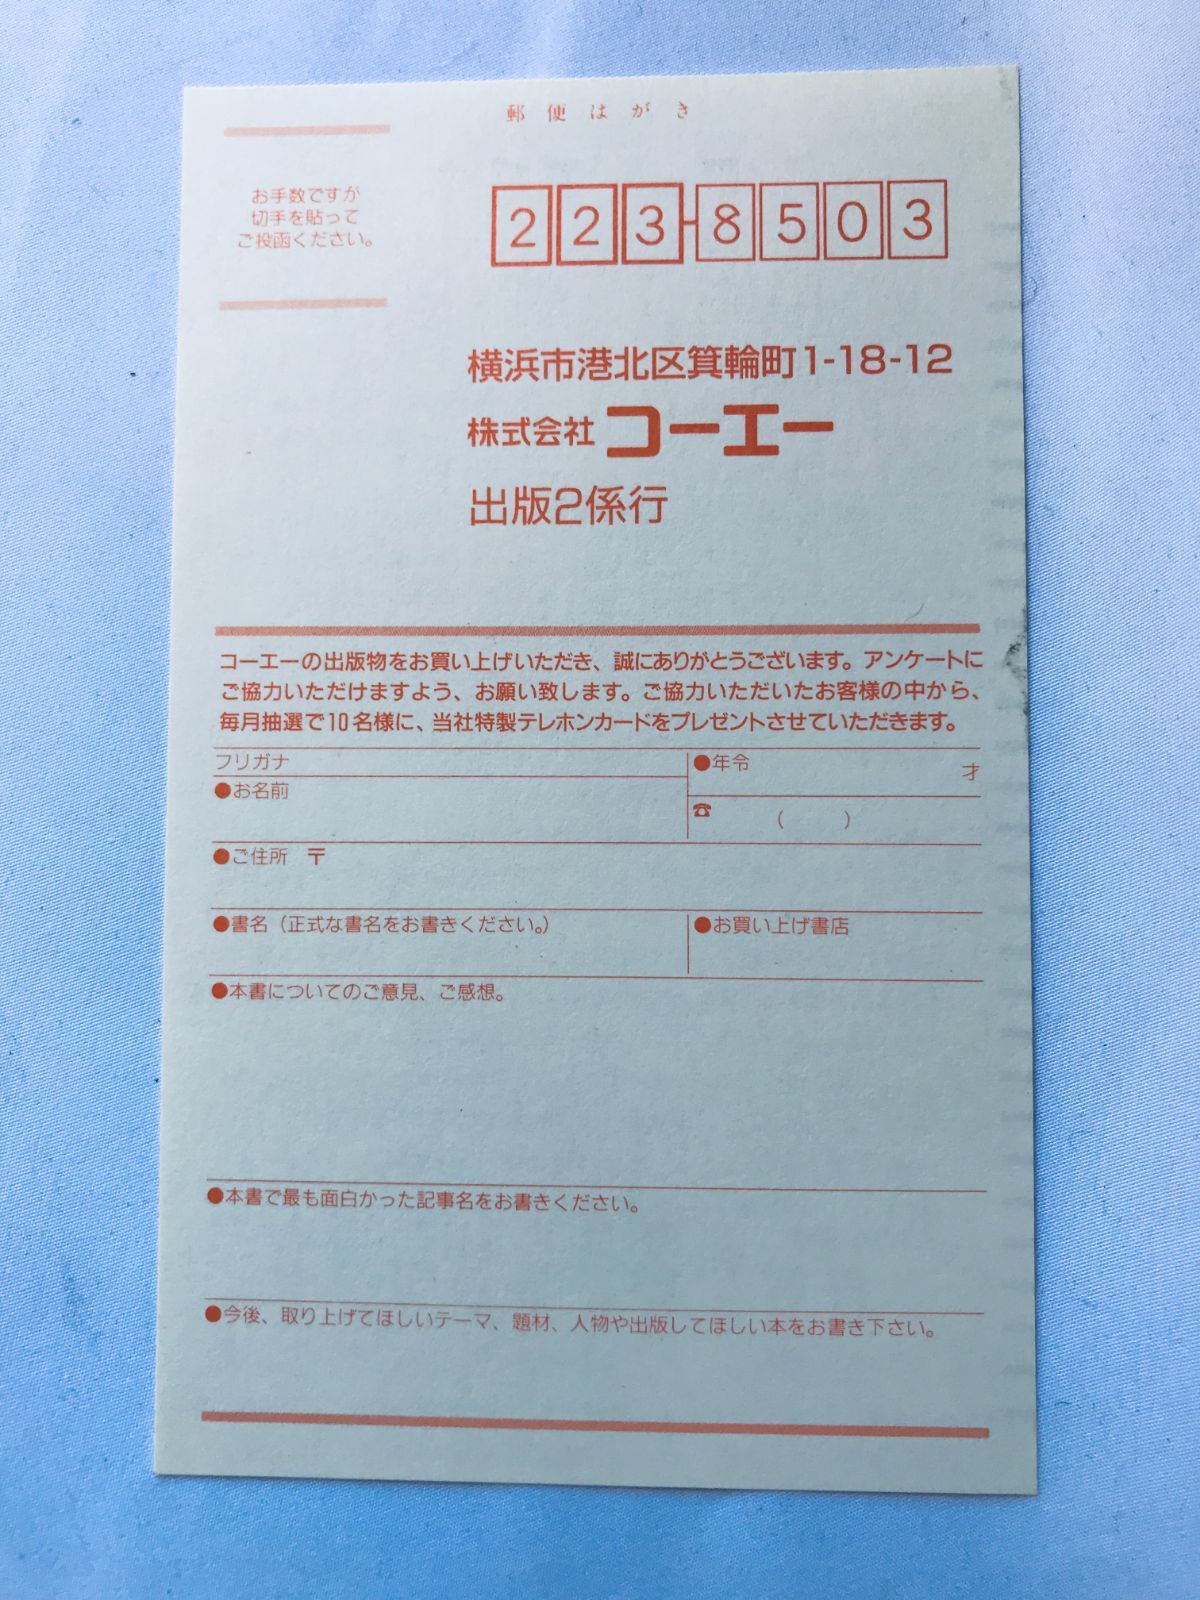 郵便はがき
お手数ですが
切手を貼って
ご投函ください。
223-8503
横浜市港北区箕輪町1-18-12
株式会社 コーエー
出版2係行
コーエーの出版物をお買い上げいただき、誠にありがとうございます。アンケートに
ご協力いただけますよう、お願い致します。ご協力いただいたお客様の中から、
毎月抽選で10名様に、当社特製テレホンカードをプレゼントさせていただきます。
フリガナ
●お名前
●年令 才
☎ ( )
●ご住所 〒
●書名(正式な書名をお書きください。)
●お買い上げ書店
●本書についてのご意見、ご感想。
●本書で最も面白かった記事名をお書きください。
●今後、取り上げてほしいテーマ、題材、人物や出版してほしい本をお書き下さい。